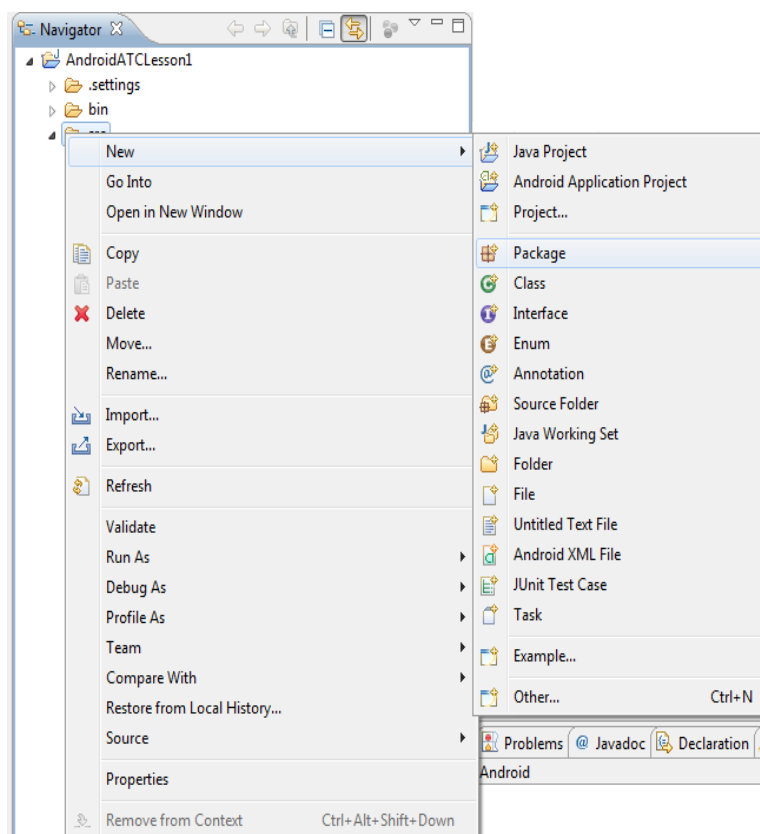 Navigator
AndroidATCLesson1
.settings
bin
New
Go Into
Open in New Window
Copy
Paste
Delete
Move...
Rename...
Import...
Export...
Refresh
Validate
Run As
Debug As
Profile As
Team
Compare With
Restore from Local History...
Source
Properties
Remove from Context Ctrl+Alt+Shift+Down
Java Project
Android Application Project
Project...
Package
Class
Interface
Enum
Annotation
Source Folder
Java Working Set
Folder
File
Untitled Text File
Android XML File
JUnit Test Case
Task
Example...
Other... Ctrl+N
Problems @ Javadoc Declaration
Android